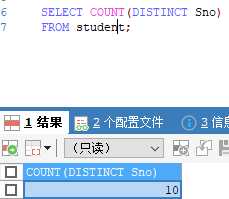 6 SELECT COUNT(DISTINCT Sno)
7 FROM student;
1 结果 2 个配置文件 3 信息
（只读）
COUNT(DISTINCT Sno)
10